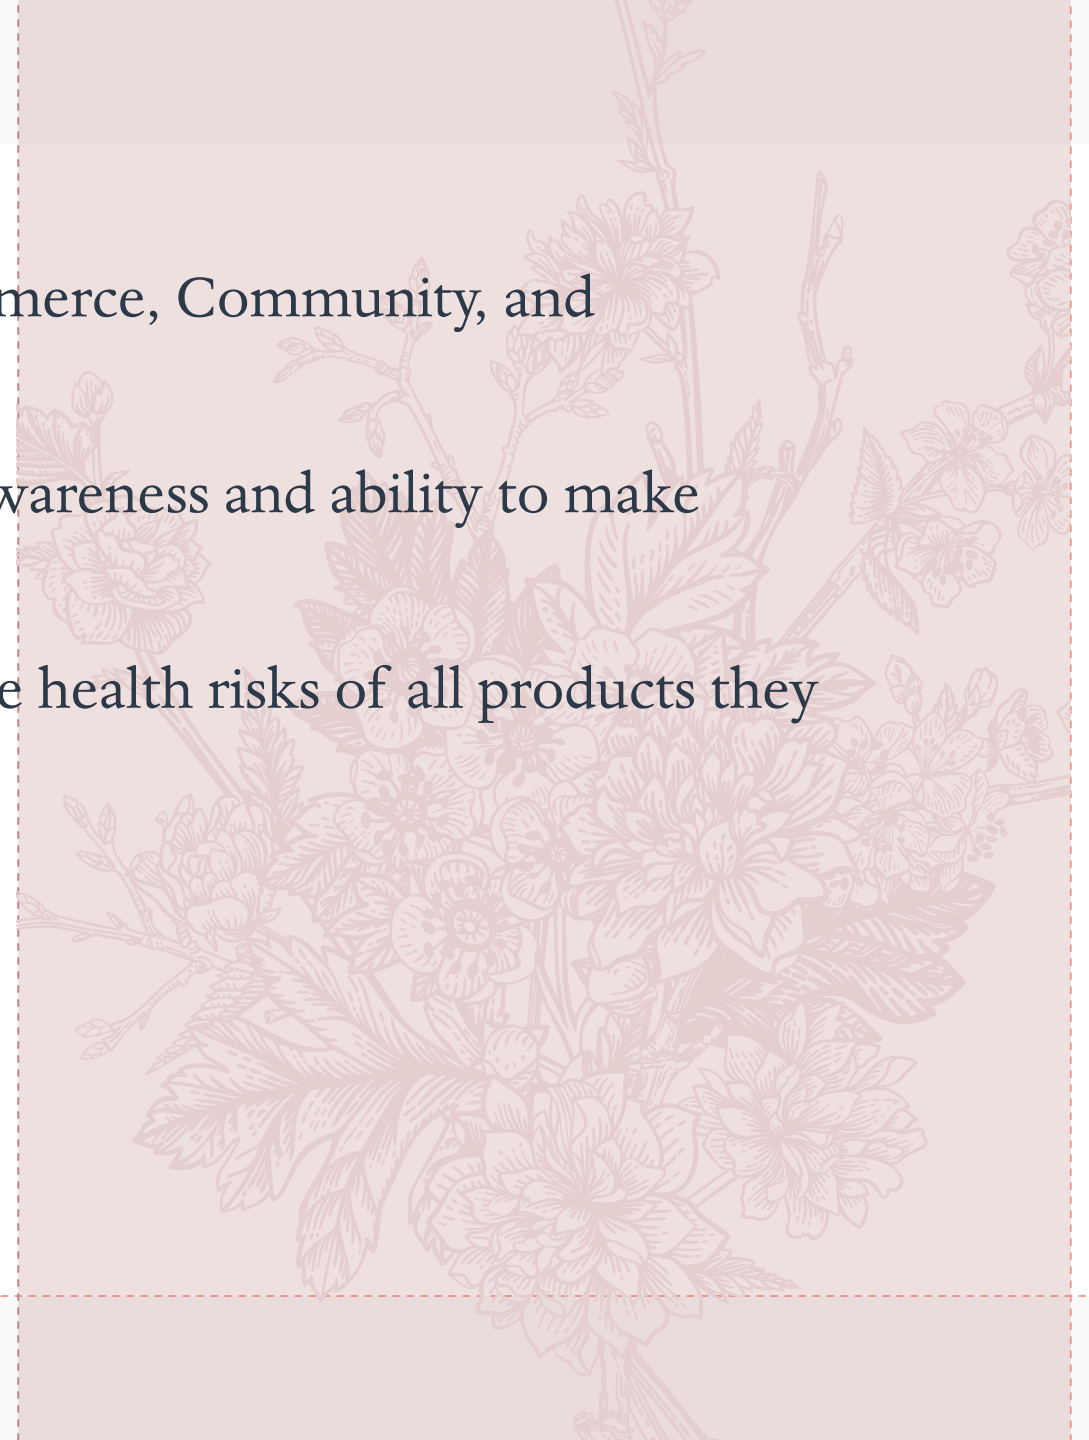 merce, Community, and
wareness and ability to make
e health risks of all products they